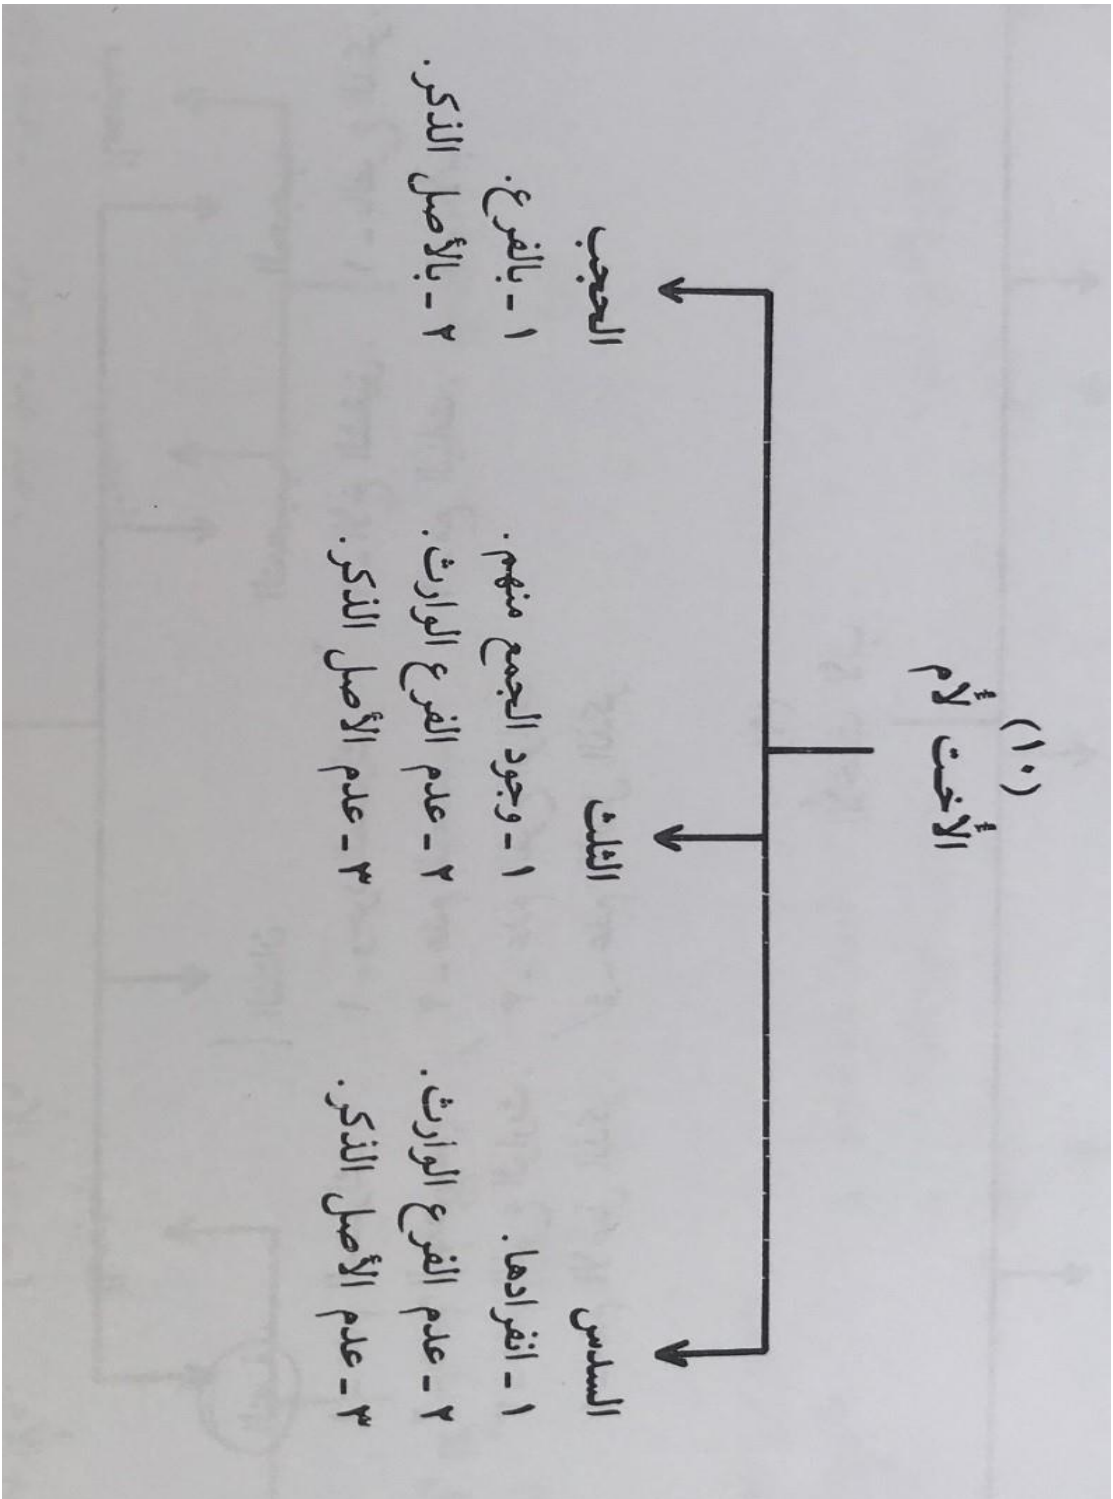 (١٠)
الأخت لأم
السدس
١ - انفرادها.
٢ - عدم الفرع الوارث.
٣ - عدم الأصل الذكر.
الثلث
١ - وجود الجمع منهم.
٢ - عدم الفرع الوارث.
٣ - عدم الأصل الذكر.
الحجب
١ - بالفرع.
٢ - بالأصل الذكر.